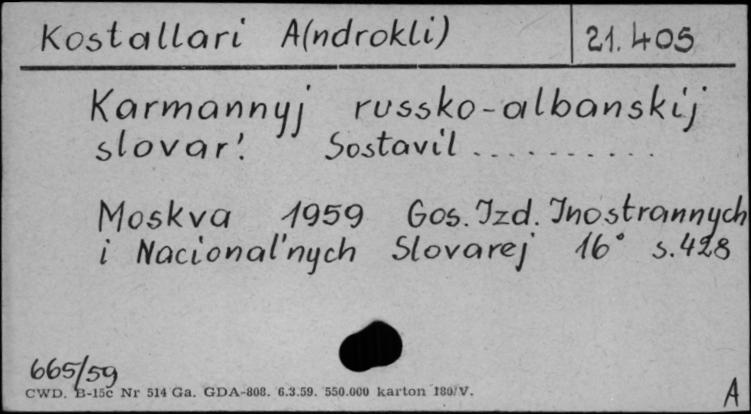 Kostallari A(ndrokli) 21.405
Karmannyj russko-albanskij
slovar'. Sostavil ..........
Moskva 1959 Gos. Izd. Inostrannych
i Nacional'nych Slovarej 16° s.428
665/59
CWD. B-15c Nr 514 Ga. GDA-808. 6.3.59. 550.000 karton 180/V.
A